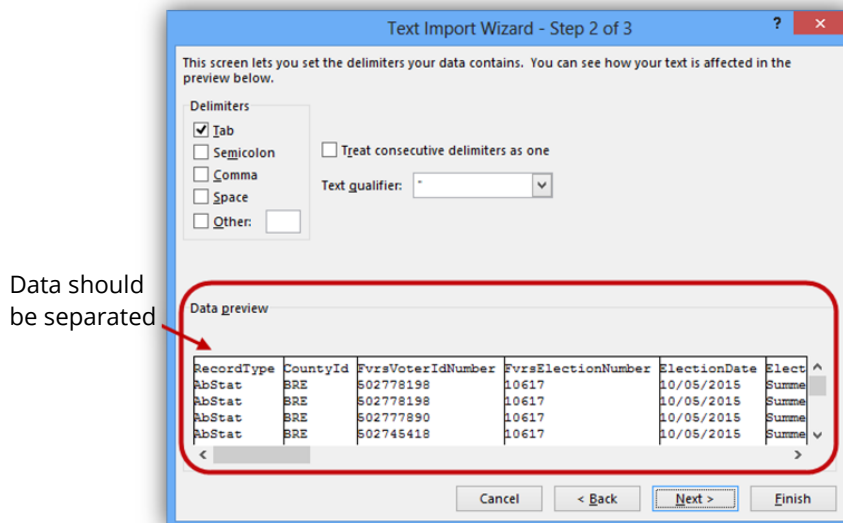 Text Import Wizard - Step 2 of 3
?
×
This screen lets you set the delimiters your data contains. You can see how your text is affected in the
preview below.
Delimiters
Tab
Semicolon
Comma
Space
Other:
Treat consecutive delimiters as one
Text qualifier: "
Data should
be separated
Data preview
RecordType CountyId FvrsVoterIdNumber FvrsElectionNumber ElectionDate Elect
AbStat BRE 502778198 10617 10/05/2015 Summe
AbStat BRE 502778198 10617 10/05/2015 Summe
AbStat BRE 502777890 10617 10/05/2015 Summe
AbStat BRE 502745418 10617 10/05/2015 Summe
Cancel
< Back
Next >
Finish